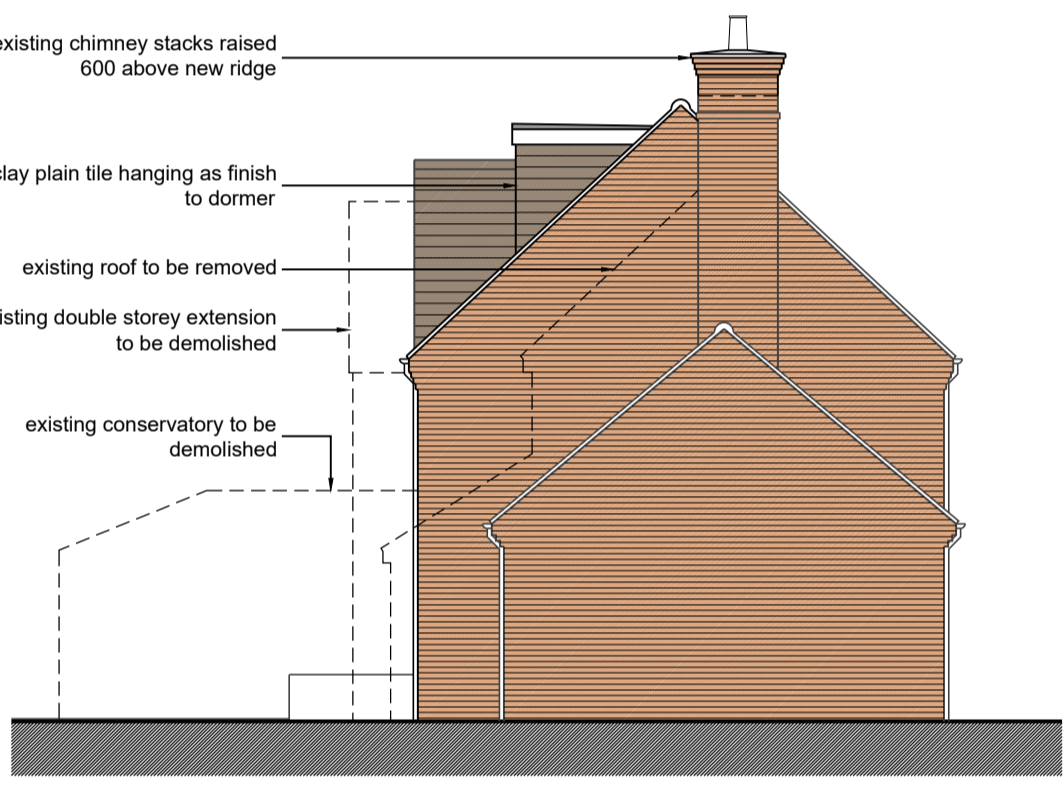 existing chimney stacks raised
600 above new ridge
clay plain tile hanging as finish
to dormer
existing roof to be removed
isting double storey extension
to be demolished
existing conservatory to be
demolished